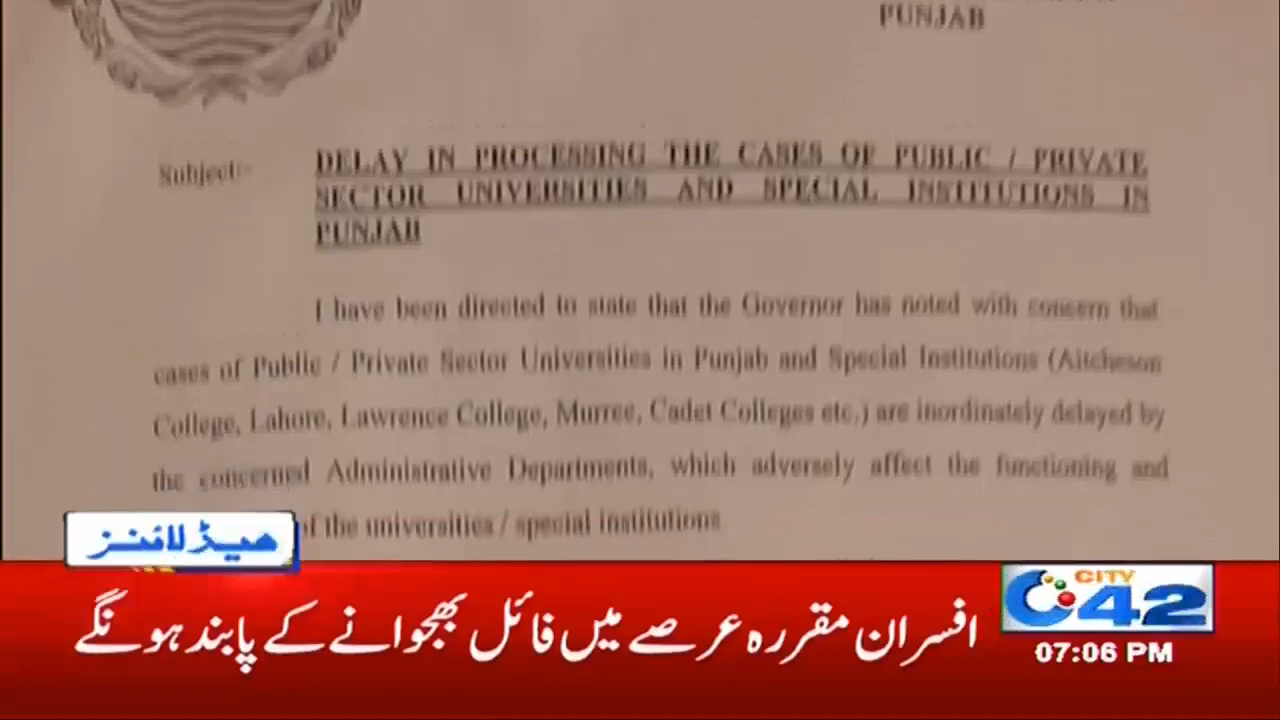 PUNJAB
Subject:-
DELAY IN PROCESSING THE CASES OF PUBLIC / PRIVATE
SECTOR UNIVERSITIES AND SPECIAL INSTITUTIONS IN
PUNJAB
I have been directed to state that the Governor has noted with concern that
cases of Public / Private Sector Universities in Punjab and Special Institutions (Aitcheson
College, Lahore, Lawrence College, Murree, Cadet Colleges etc.) are inordinately delayed by
the concerned Administrative Departments, which adversely affect the functioning and
of the universities / special institutions
ہیڈلائنز
افسران مقررہ عرصے میں فائل بھجوانے کے پابند ہونگے
CITY
42
07:06 PM